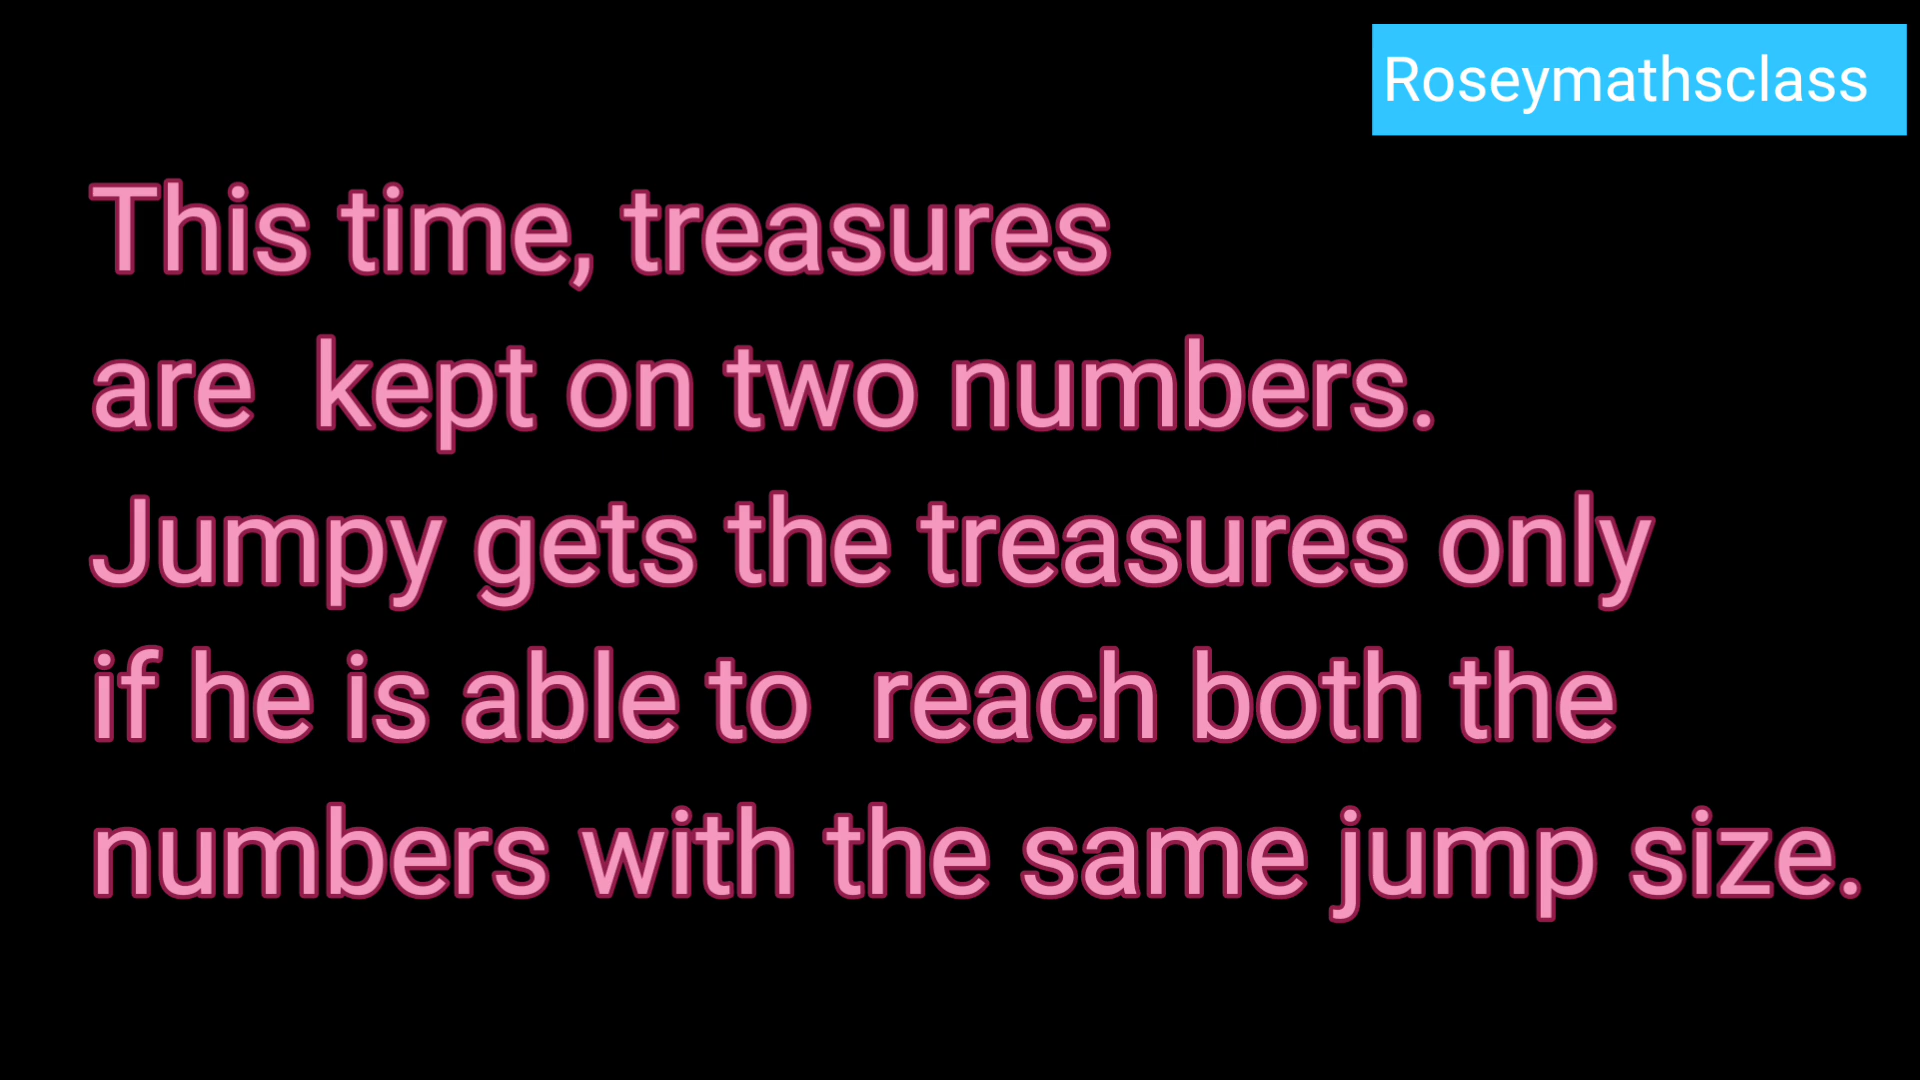 Roseymathsclass
This time, treasures
are  kept on two numbers.
Jumpy gets the treasures only
if he is able to  reach both the
numbers with the same jump size.